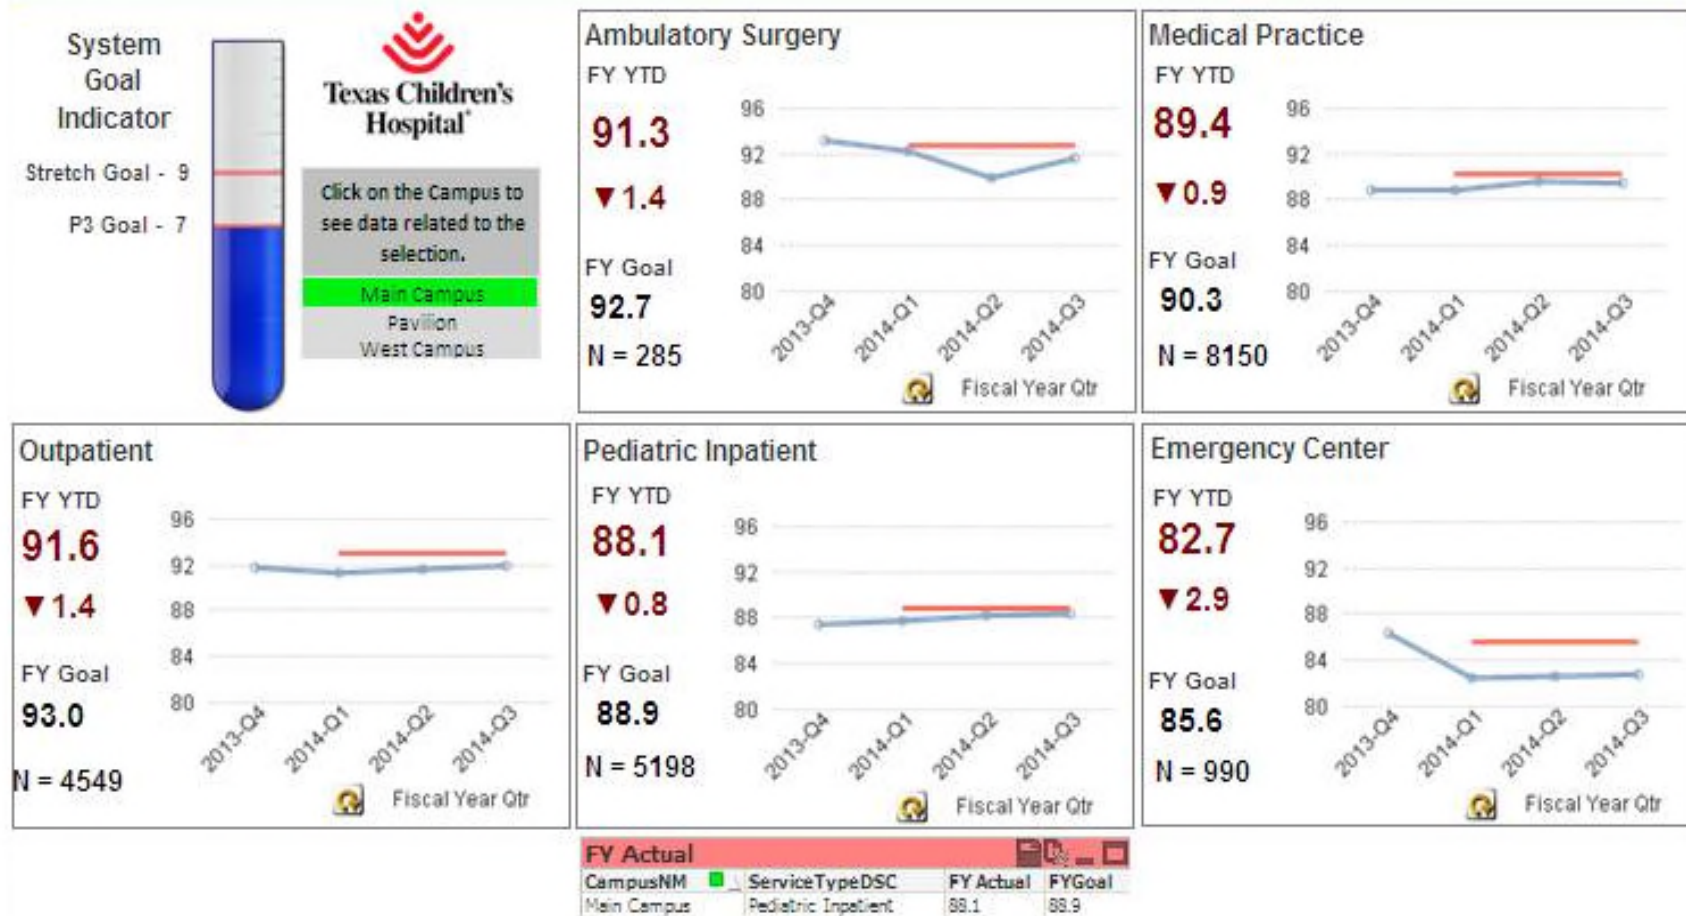 System
Goal
Indicator
Stretch Goal - 9
P3 Goal - 7
Texas Children's
Hospital
Click on the Campus to
see data related to the
selection.
Main Campus
Pavilion
West Campus
Ambulatory Surgery
FY YTD
91.3
▼1.4
FY Goal
92.7
N = 285
96
92
88
84
80
2013-Q4
2014-Q1
2014-Q2
2014-Q3
Fiscal Year Qtr
Medical Practice
FY YTD
89.4
▼0.9
FY Goal
90.3
N = 8150
96
92
88
84
80
2013-Q4
2014-Q1
2014-Q2
2014-Q3
Fiscal Year Qtr
Outpatient
FY YTD
91.6
▼1.4
FY Goal
93.0
N = 4549
96
92
88
84
80
2013-Q4
2014-Q1
2014-Q2
2014-Q3
Fiscal Year Qtr
Pediatric Inpatient
FY YTD
88.1
▼0.8
FY Goal
88.9
N = 5198
96
92
88
84
80
2013-Q4
2014-Q1
2014-Q2
2014-Q3
Fiscal Year Qtr
Emergency Center
FY YTD
82.7
▼2.9
FY Goal
85.6
N = 990
96
92
88
84
80
2013-Q4
2014-Q1
2014-Q2
2014-Q3
Fiscal Year Qtr
FY Actual
CampusNM ServiceTypeDSC FY Actual FYGoal
Main Campus Pediatric Inpatient 88.1 88.9